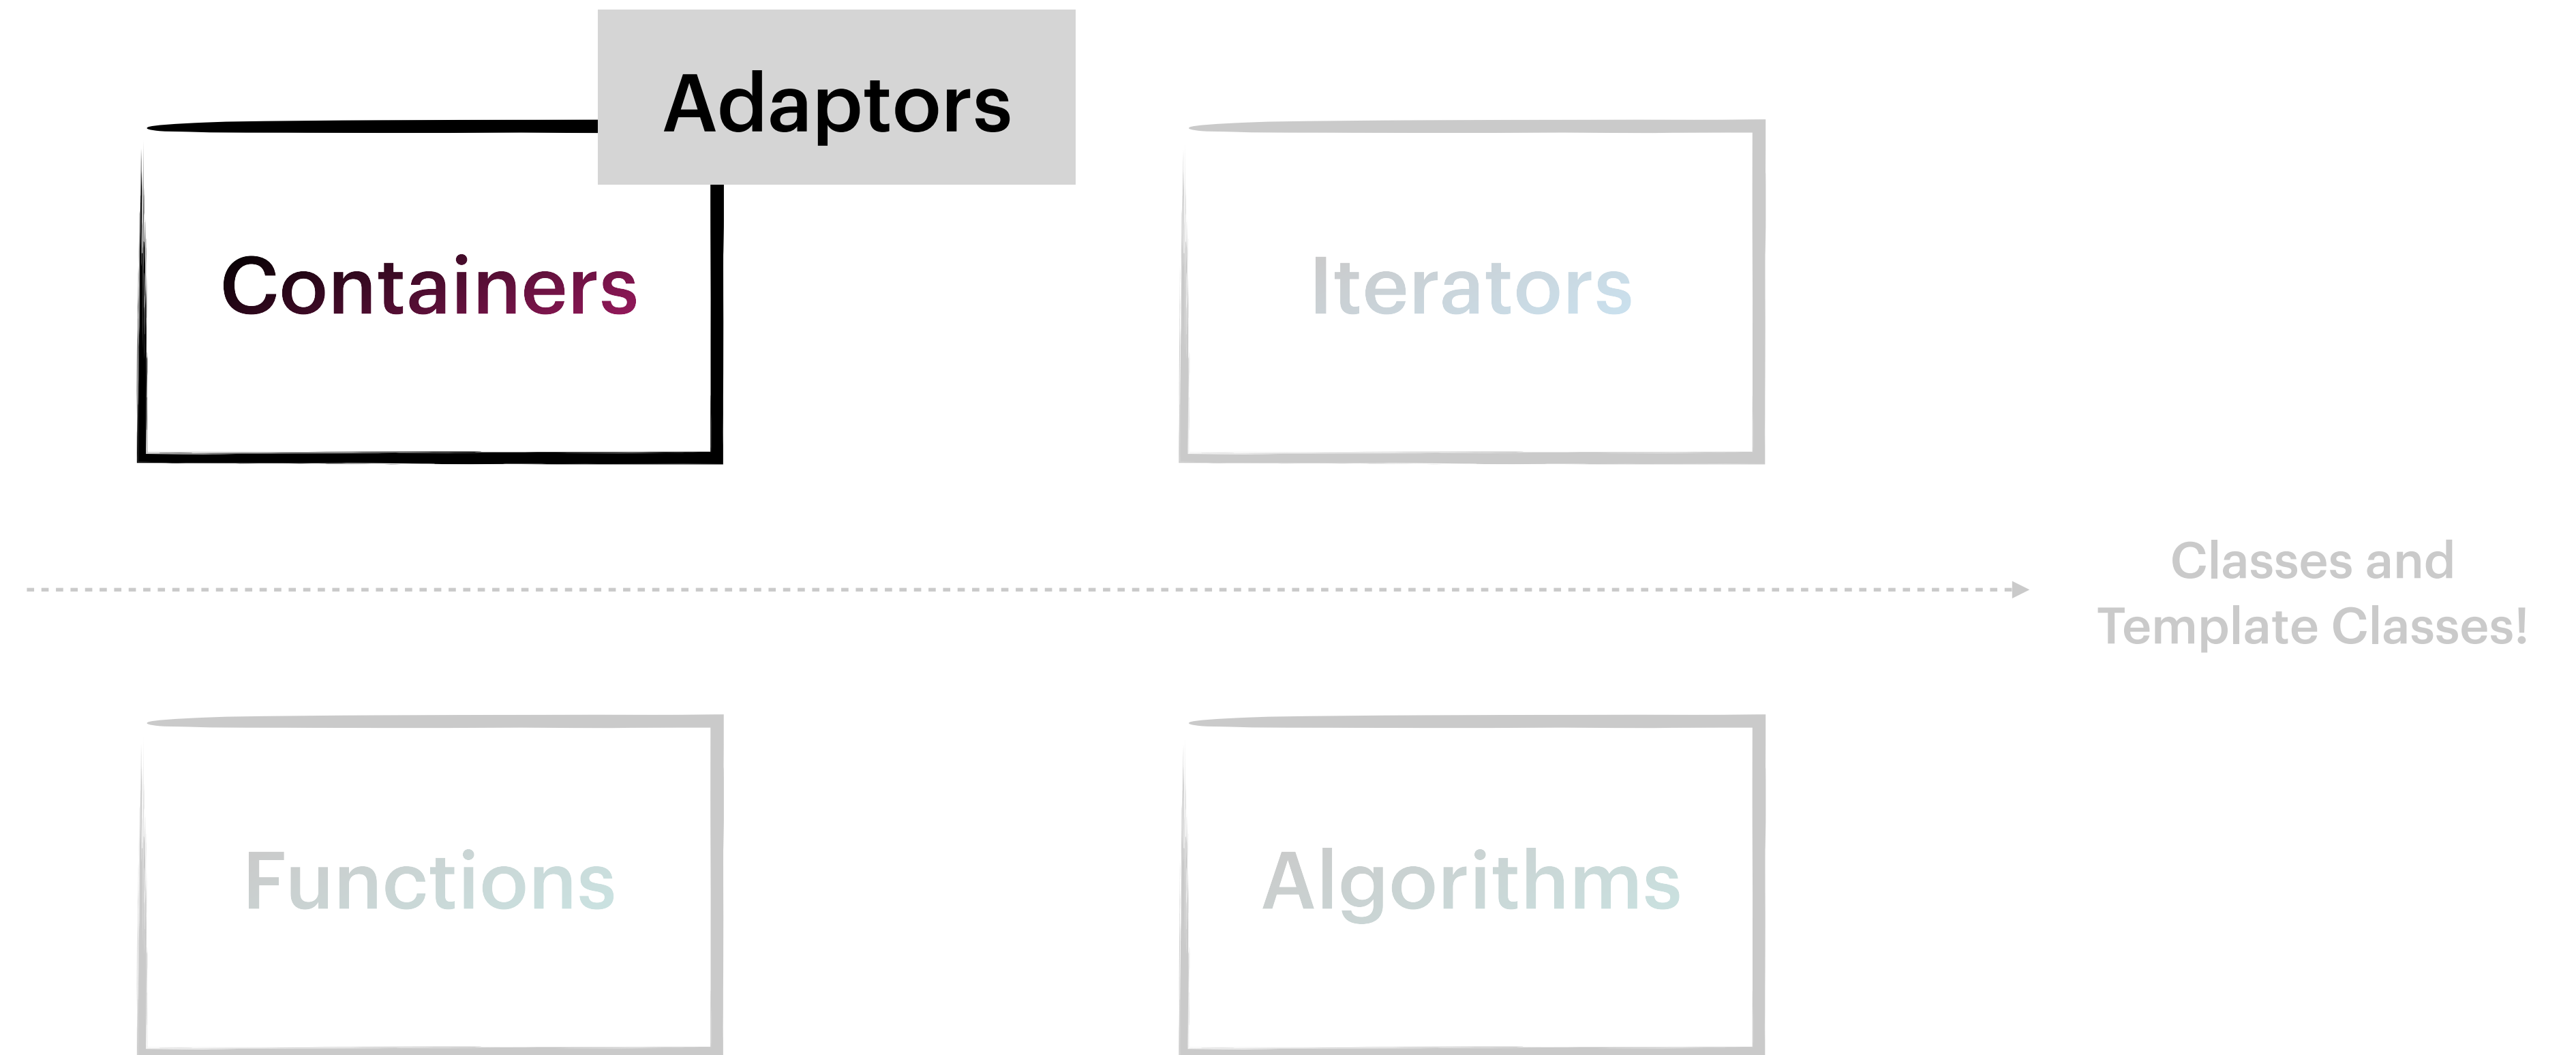 Adaptors
Containers
Iterators
Classes and
Template Classes!
Functions
Algorithms